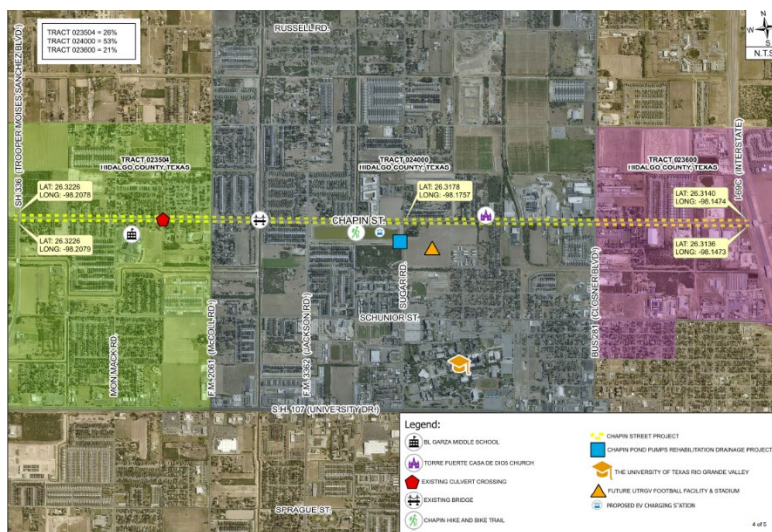 TRACT 023504 = 26%
TRACT 024000 = 53%
TRACT 023600 = 21%
RUSSELL RD.
N.T.S
SH 336 (TROOPER MOISES SANCHEZ BLVD)
TRACT 023504
HIDALGO COUNTY, TEXAS
TRACT 024000
HIDALGO COUNTY, TEXAS
TRACT 023600
HIDALGO COUNTY, TEXAS
I-69C (INTERSTATE)
LAT: 26.3226
LONG: -98.2078
LAT: 26.3178
LONG: -98.1757
LAT: 26.3140
LONG: -98.1474
CHAPIN ST.
LAT: 26.3226
LONG: -98.2079
LAT: 26.3136
LONG: -98.1473
SUGAR RD.
SCHUNIOR ST.
MON MACK RD
F.M. 2061 (McCOLL RD)
F.M. 3362 (JACKSON RD)
BUS 281 (CLOSNER BLVD)
S.H. 107 (UNIVERSITY DR.)
SPRAGUE ST.
Legend:
BL GARZA MIDDLE SCHOOL
TORRE FUERTE CASA DE DIOS CHURCH
EXISTING CULVERT CROSSING
EXISTING BRIDGE
CHAPIN HIKE AND BIKE TRAIL
CHAPIN STREET PROJECT
CHAPIN POND PUMPS REHABILITATION DRAINAGE PROJECT
THE UNIVERSITY OF TEXAS RIO GRANDE VALLEY
FUTURE UTRGV FOOTBALL FACILITY & STADIUM
PROPOSED EV CHARGING STATION
4 of 5